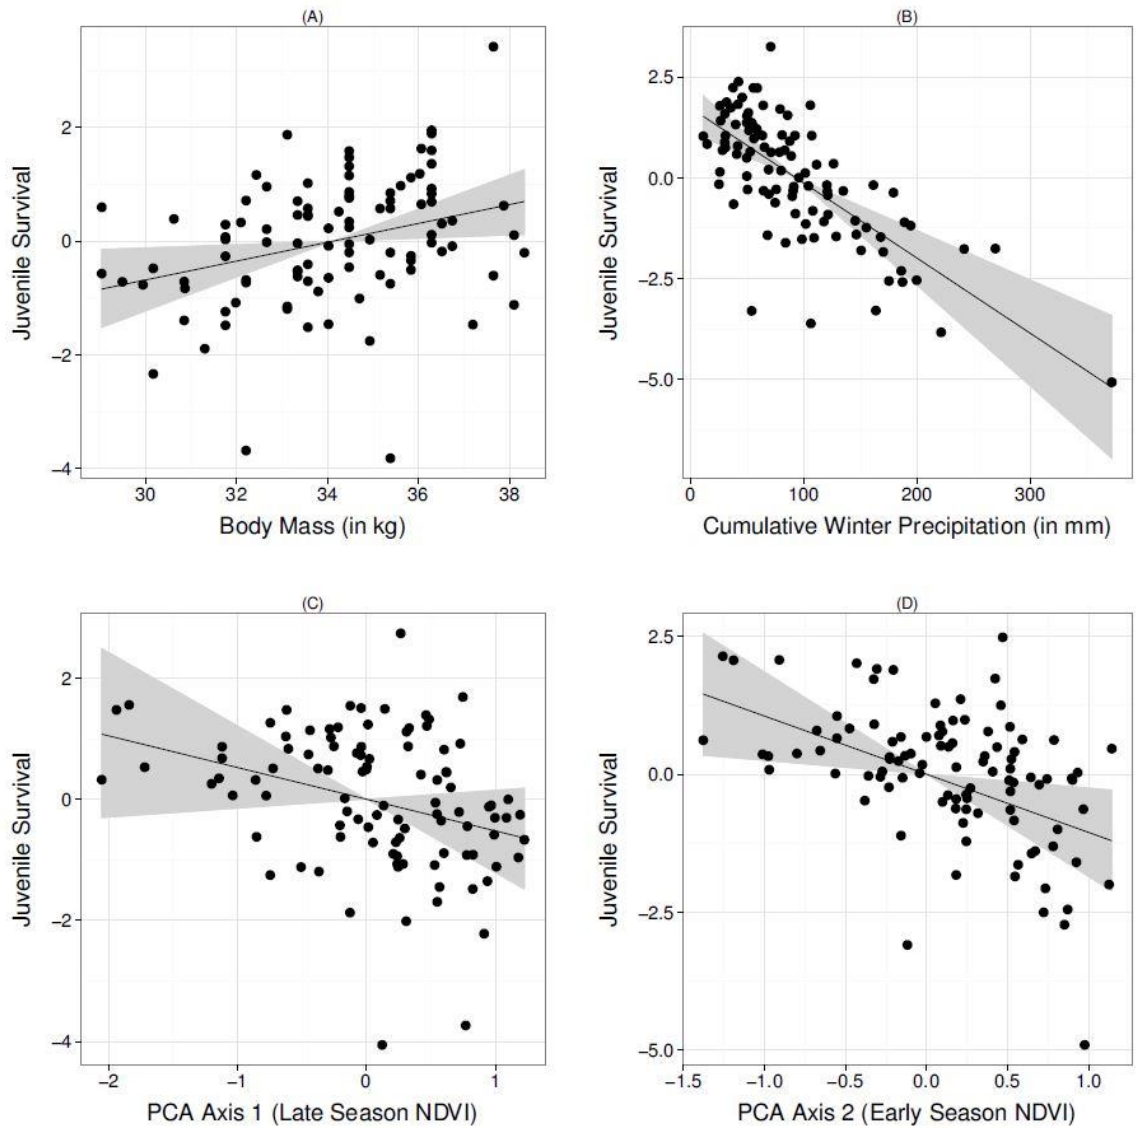 (A)
Juvenile Survival
2
0
−2
−4
30 32 34 36 38
Body Mass (in kg)
(B)
Juvenile Survival
2.5
0.0
−2.5
−5.0
0 100 200 300
Cumulative Winter Precipitation (in mm)
(C)
Juvenile Survival
2
0
−2
−4
−2 −1 0 1
PCA Axis 1 (Late Season NDVI)
(D)
Juvenile Survival
2.5
0.0
−2.5
−5.0
−1.5 −1.0 −0.5 0.0 0.5 1.0
PCA Axis 2 (Early Season NDVI)